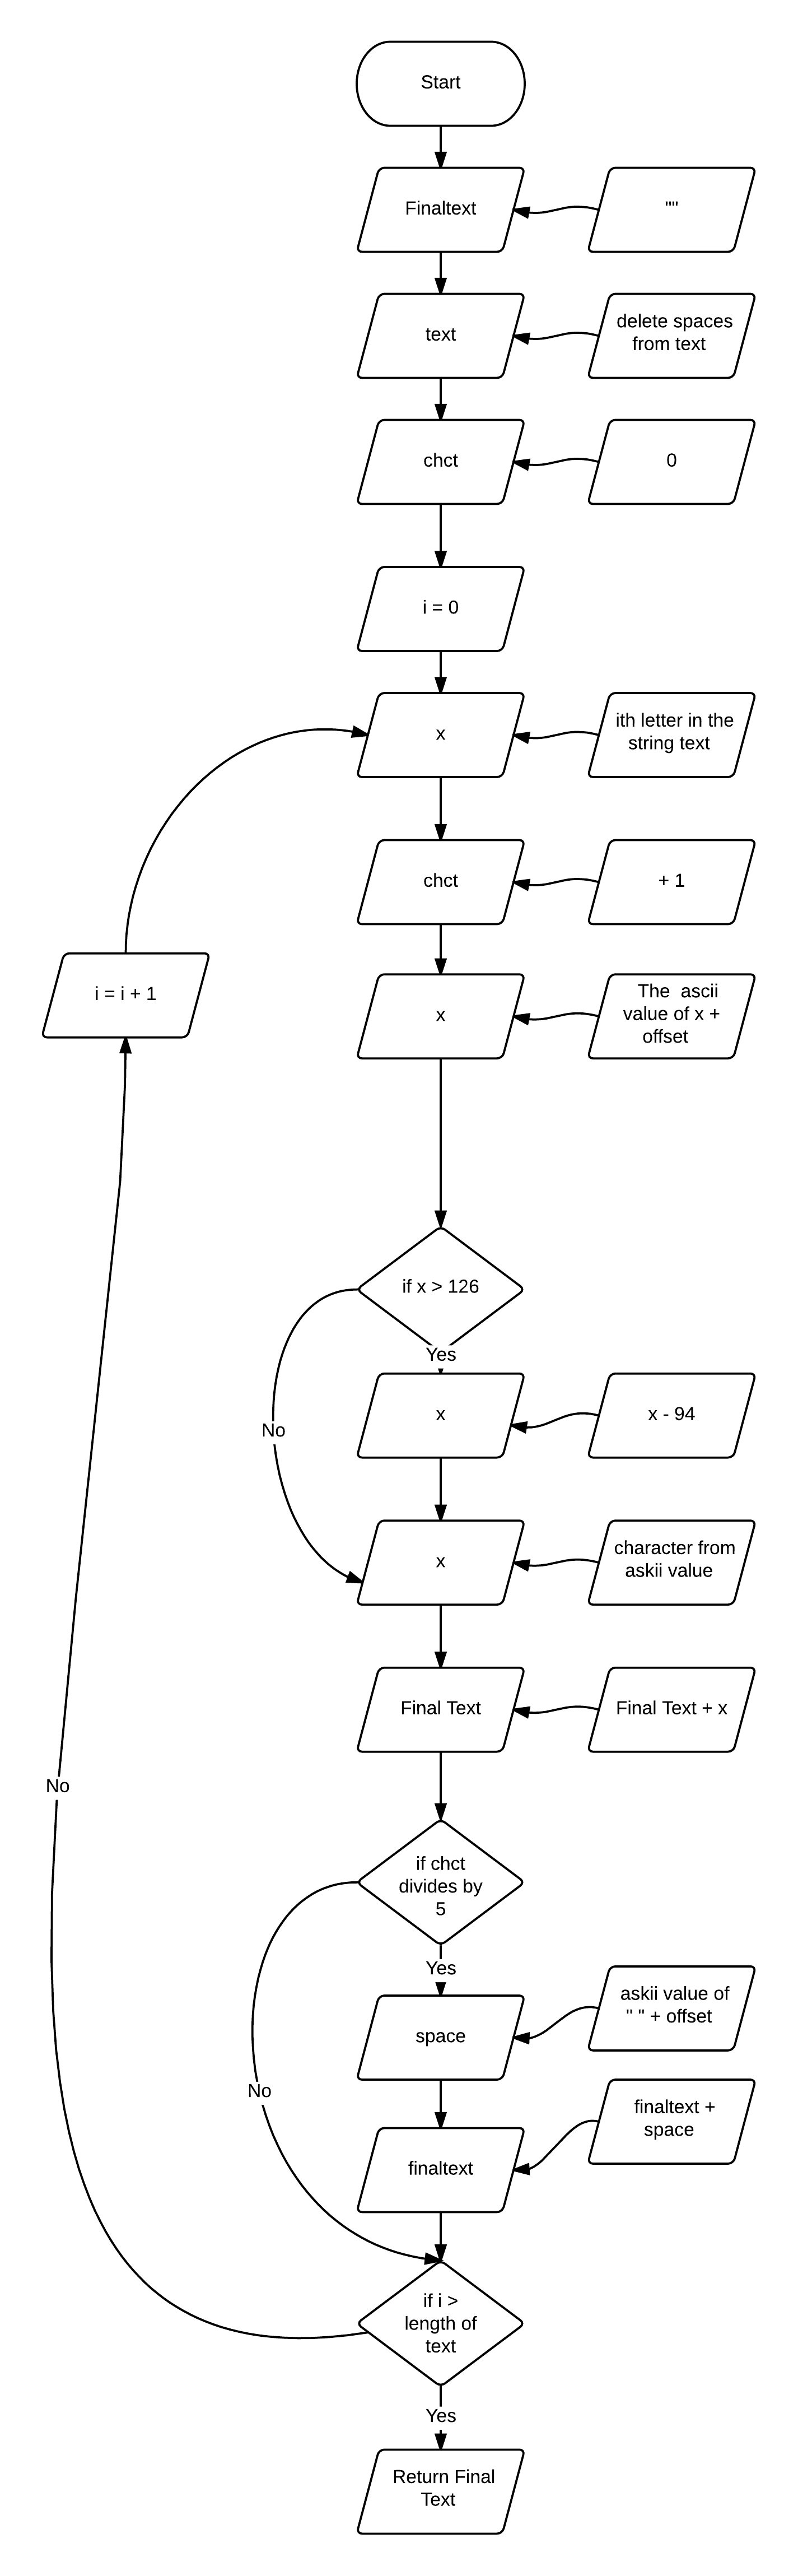 Start
Finaltext
""
text
delete spaces
from text
chct
0
i = 0
x
ith letter in the
string text
chct
+ 1
i = i + 1
x
The  ascii
value of x +
offset
if x > 126
Yes
No
x
x - 94
x
character from
askii value
Final Text
Final Text + x
No
if chct
divides by
5
Yes
No
space
askii value of
" " + offset
finaltext
finaltext +
space
if i >
length of
text
Yes
Return Final
Text